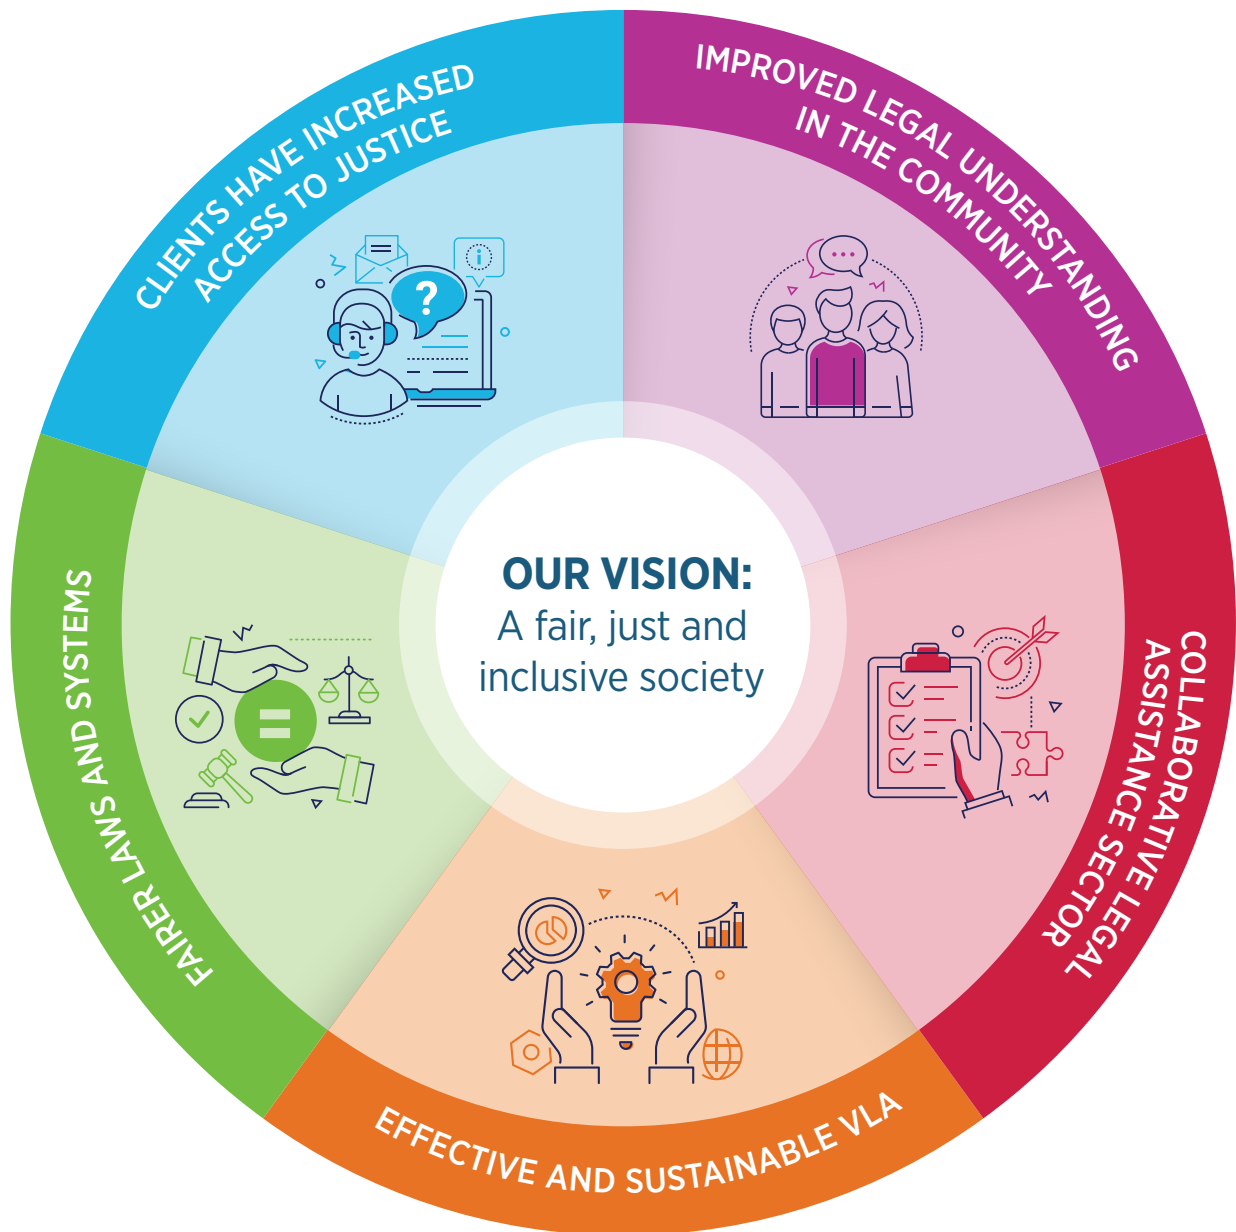 CLIENTS HAVE INCREASED
ACCESS TO JUSTICE
IMPROVED LEGAL UNDERSTANDING
IN THE COMMUNITY
COLLABORATIVE LEGAL
ASSISTANCE SECTOR
EFFECTIVE AND SUSTAINABLE VLA
FAIRER LAWS AND SYSTEMS
OUR VISION:
A fair, just and
inclusive society
?
i
=